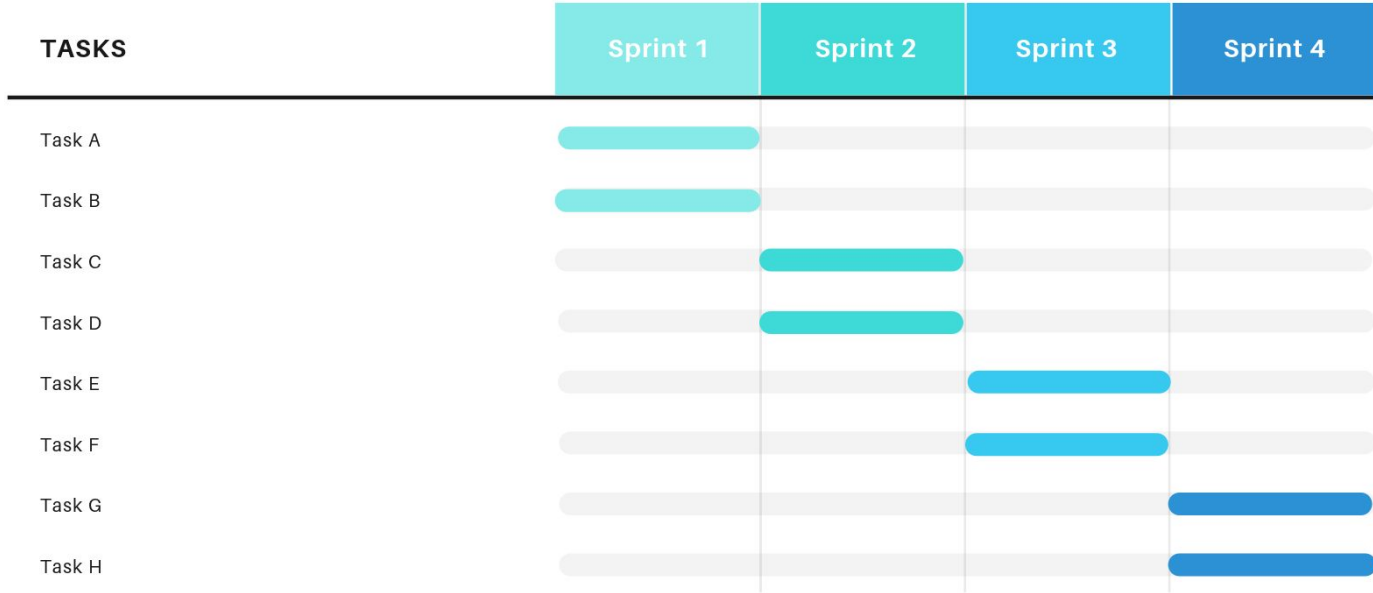 TASKS Sprint 1 Sprint 2 Sprint 3 Sprint 4
Task A
Task B
Task C
Task D
Task E
Task F
Task G
Task H